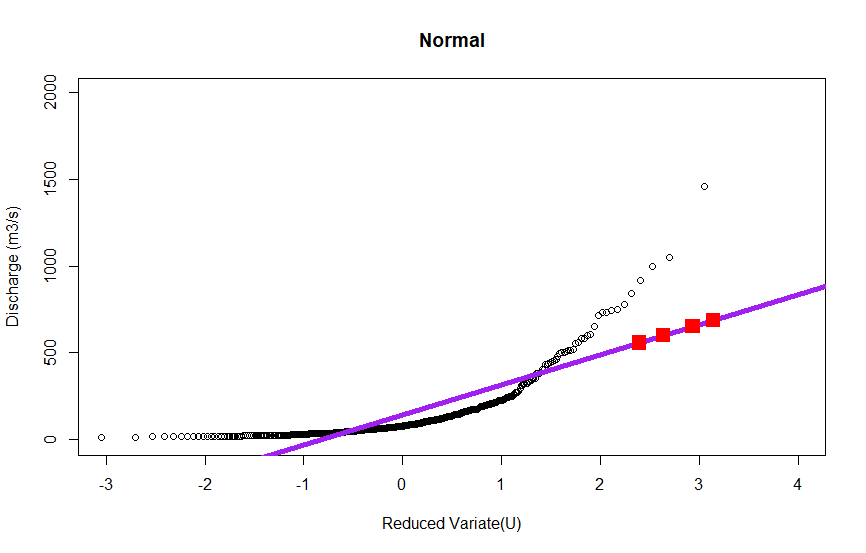 Normal
Discharge (m3/s)
2000
1500
1000
500
0
-3 -2 -1 0 1 2 3 4
Reduced Variate(U)